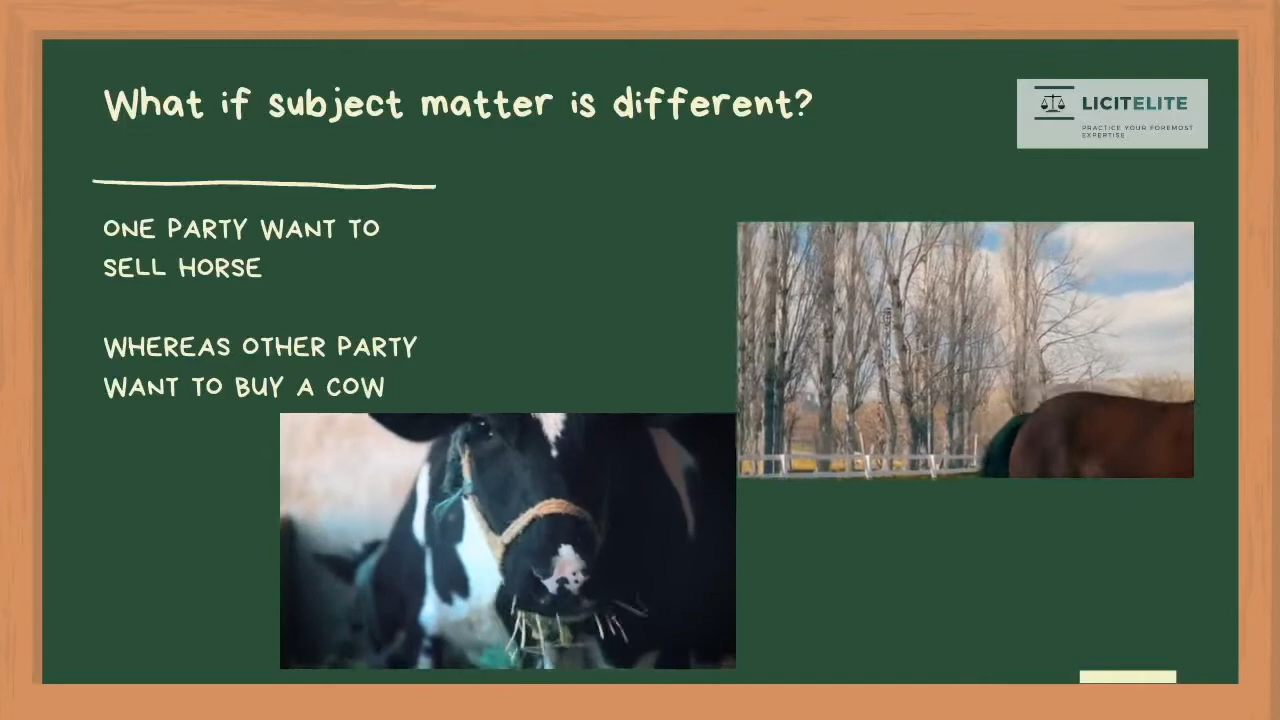 What if subject matter is different?
LICITELITE
PRACTICE YOUR FOREMOST
EXPERTISE
ONE PARTY WANT TO
SELL HORSE
WHEREAS OTHER PARTY
WANT TO BUY A COW